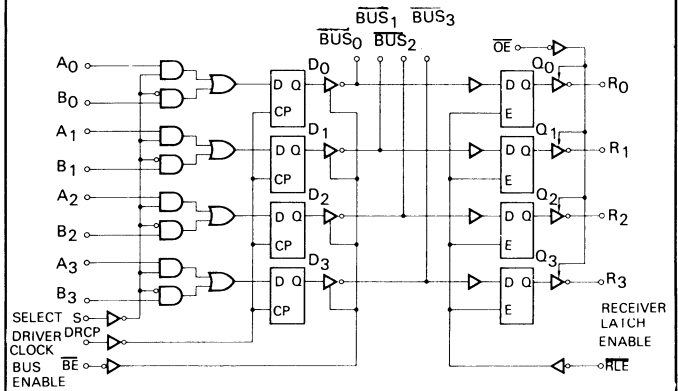 BUS1 BUS3
BUS0 BUS2
OE
A0
B0
D0
D Q
CP
D Q
E
Q0
R0
A1
B1
D1
D Q
CP
D Q
E
Q1
R1
A2
B2
D2
D Q
CP
D Q
E
Q2
R2
A3
B3
D3
D Q
CP
D Q
E
Q3
R3
SELECT S
DRIVER DRCP
CLOCK
BUS BE
ENABLE
RECEIVER
LATCH
ENABLE
RLE